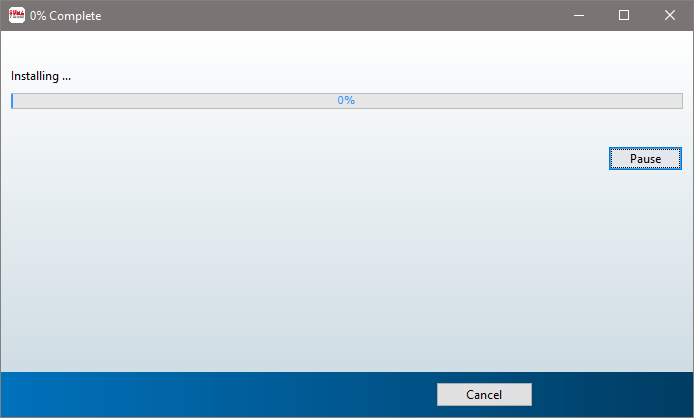 0% Complete
Installing ...
0%
Pause
Cancel